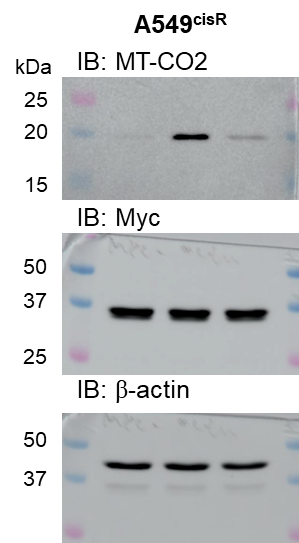 A549cisR
kDa
IB: MT-CO2
25
20
15
IB: Myc
50
37
25
IB: β-actin
50
37